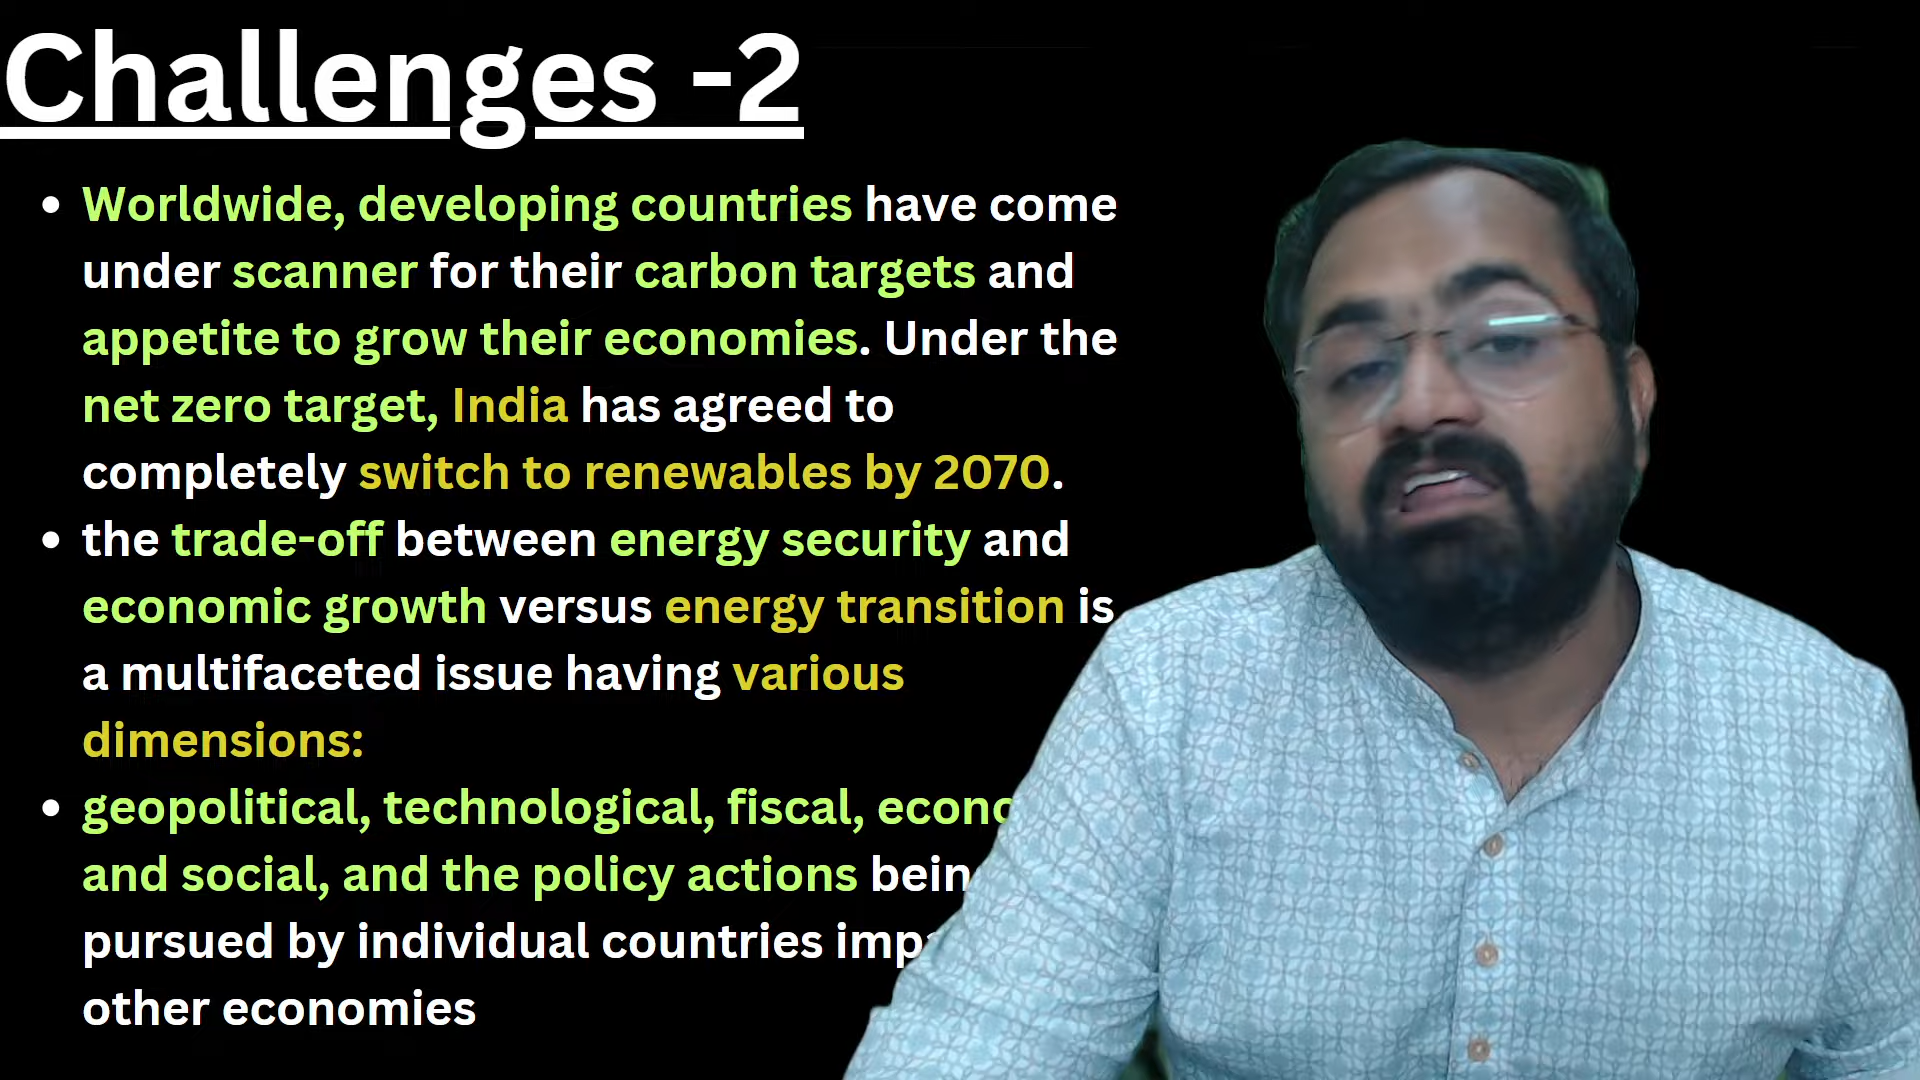 Challenges -2
• Worldwide, developing countries have come
under scanner for their carbon targets and
appetite to grow their economies. Under the
net zero target, India has agreed to
completely switch to renewables by 2070.
• the trade-off between energy security and
economic growth versus energy transition is
a multifaceted issue having various
dimensions:
• geopolitical, technological, fiscal,
and social, and the policy actions
pursued by individual countries
other economies